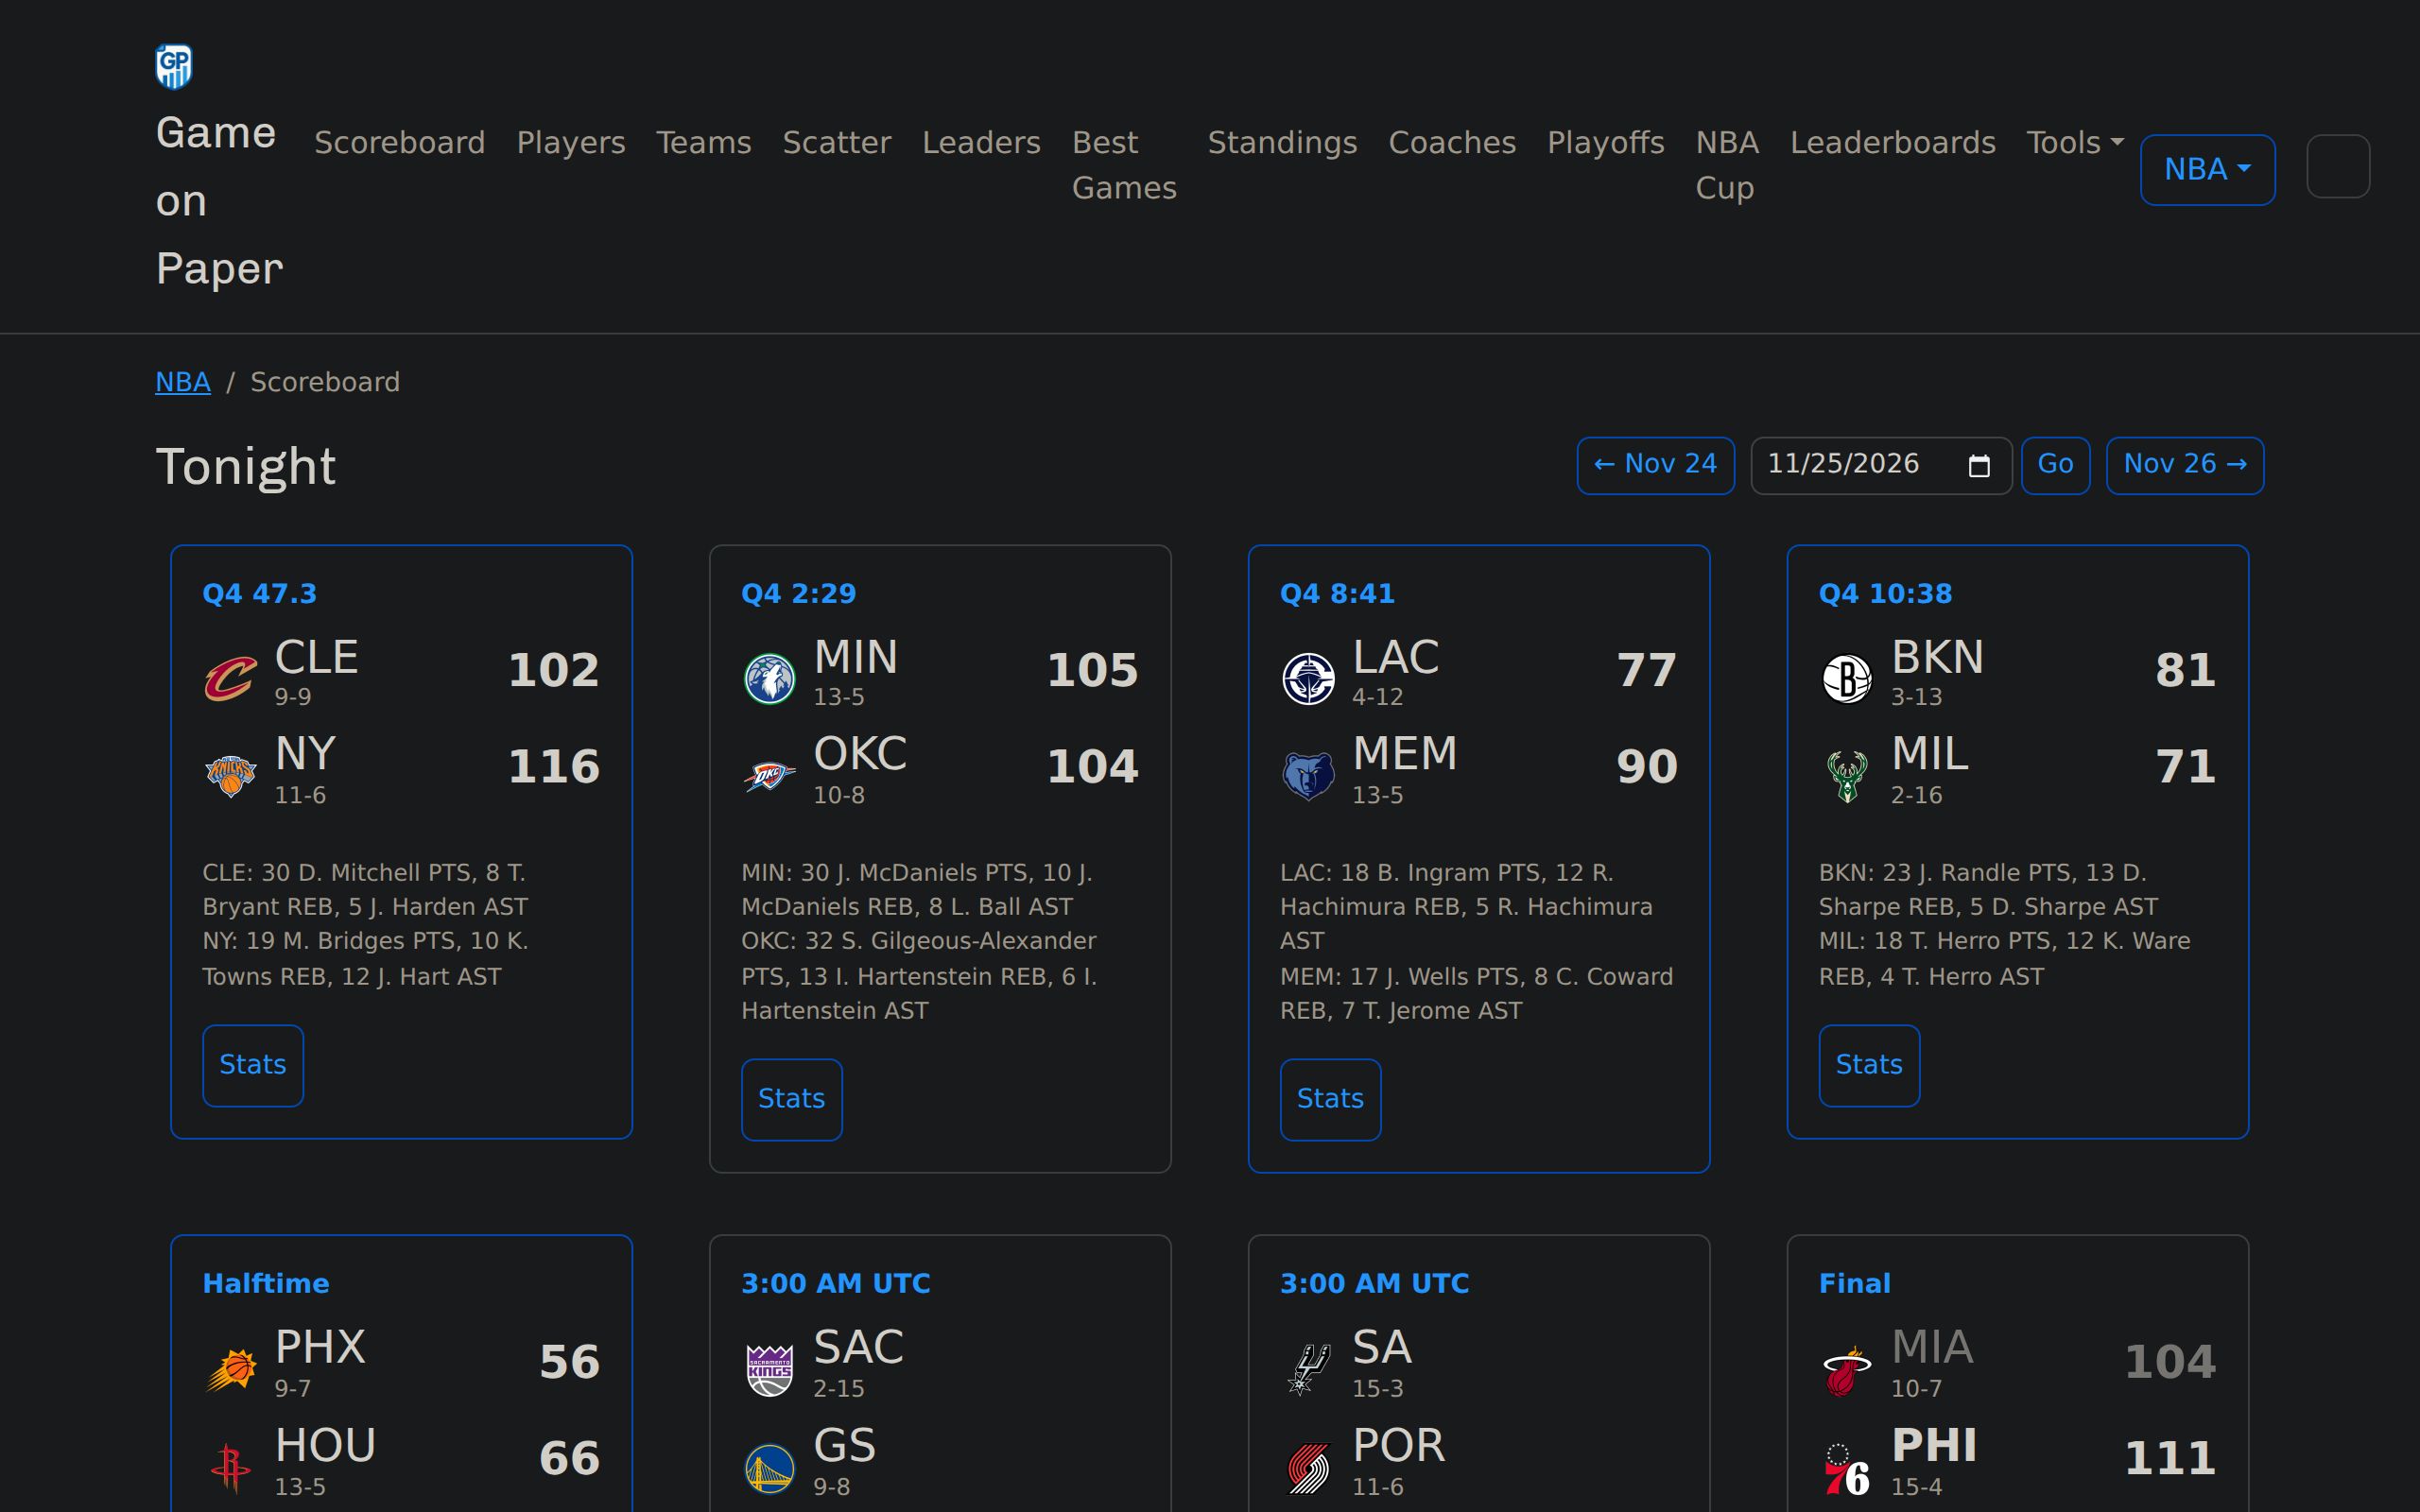 GP
Game
on
Paper
Scoreboard Players Teams Scatter Leaders Best Games Standings Coaches Playoffs NBA Cup Leaderboards Tools NBA
NBA / Scoreboard
Tonight
← Nov 24 11/25/2026 Go Nov 26 →
Q4 47.3
CLE 102
9-9
NY 116
11-6
CLE: 30 D. Mitchell PTS, 8 T.
Bryant REB, 5 J. Harden AST
NY: 19 M. Bridges PTS, 10 K.
Towns REB, 12 J. Hart AST
Stats
Q4 2:29
MIN 105
13-5
OKC 104
10-8
MIN: 30 J. McDaniels PTS, 10 J.
McDaniels REB, 8 L. Ball AST
OKC: 32 S. Gilgeous-Alexander
PTS, 13 I. Hartenstein REB, 6 I.
Hartenstein AST
Stats
Q4 8:41
LAC 77
4-12
MEM 90
13-5
LAC: 18 B. Ingram PTS, 12 R.
Hachimura REB, 5 R. Hachimura
AST
MEM: 17 J. Wells PTS, 8 C. Coward
REB, 7 T. Jerome AST
Stats
Q4 10:38
BKN 81
3-13
MIL 71
2-16
BKN: 23 J. Randle PTS, 13 D.
Sharpe REB, 5 D. Sharpe AST
MIL: 18 T. Herro PTS, 12 K. Ware
REB, 4 T. Herro AST
Stats
Halftime
PHX 56
9-7
HOU 66
13-5
3:00 AM UTC
SAC
2-15
GS
9-8
3:00 AM UTC
SA
15-3
POR
11-6
Final
MIA 104
10-7
PHI 111
15-4